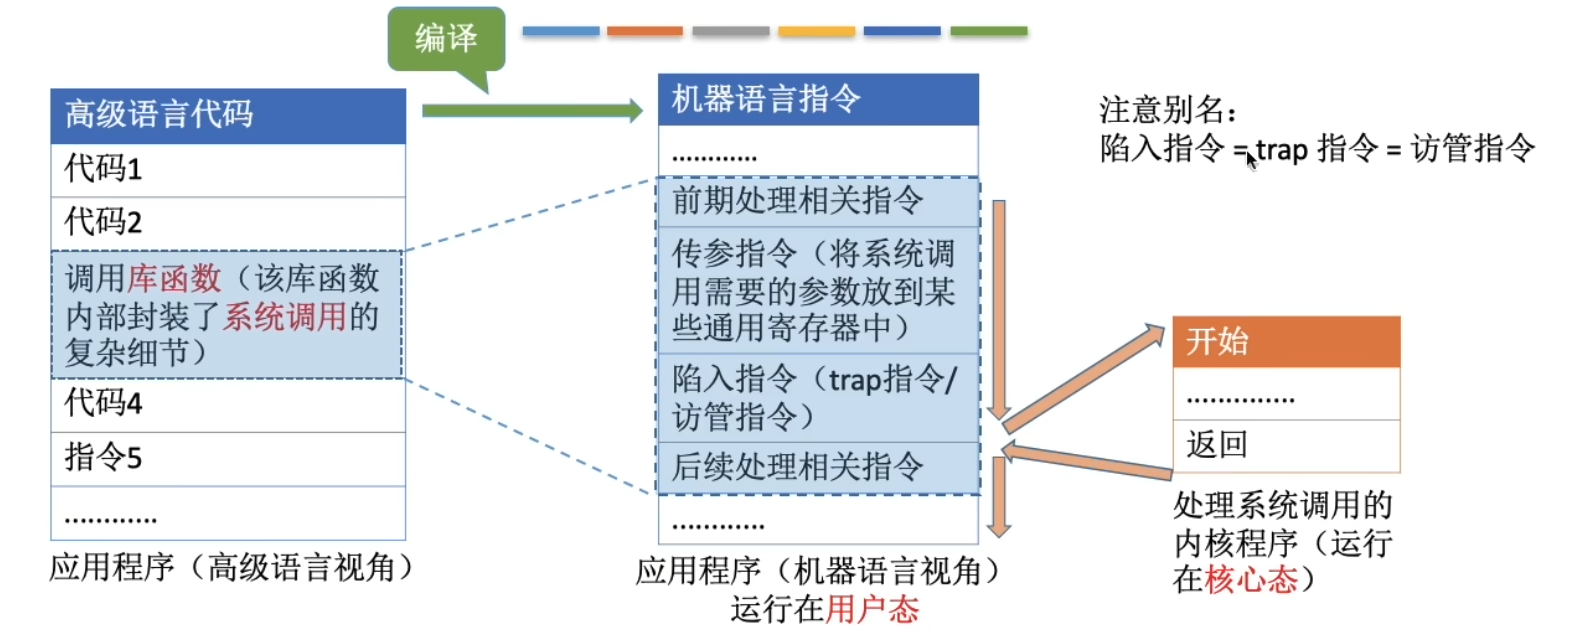 编译
高级语言代码
代码1
代码2
调用库函数（该库函数
内部封装了系统调用的
复杂细节）
代码4
指令5
............
应用程序（高级语言视角）
机器语言指令
............
前期处理相关指令
传参指令（将系统调
用需要的参数放到某
些通用寄存器中）
陷入指令（trap指令/
访管指令）
后续处理相关指令
............
应用程序（机器语言视角）
运行在用户态
注意别名：
陷入指令 = trap 指令 = 访管指令
开始
..............
返回
处理系统调用的
内核程序（运行
在核心态）